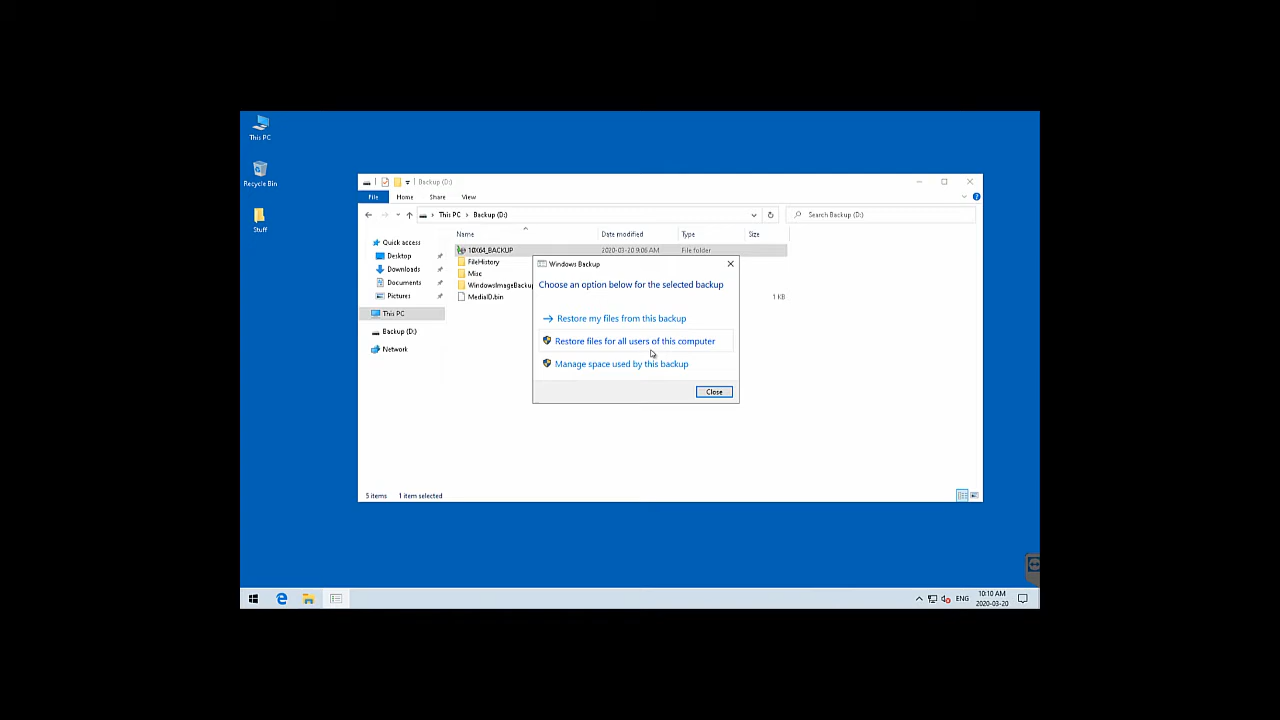 This PC
Recycle Bin
Stuff
Backup (D:)
File Home Share View
This PC > Backup (D:)
Search Backup (D:)
Name Date modified Type Size
Quick access
Desktop
Downloads
Documents
Pictures
This PC
Backup (D:)
Network
10X64_BACKUP 2020-03-20 9:06 AM File folder
FileHistory
Misc
WindowsImageBackup
MediaID.bin 1 KB
Windows Backup
Choose an option below for the selected backup
Restore my files from this backup
Restore files for all users of this computer
Manage space used by this backup
Close
5 items 1 item selected
ENG
10:10 AM
2020-03-20